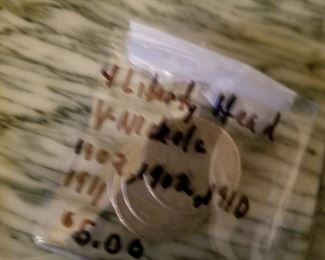 4 Liberty Head
V-Nickels
1902, 1902, 1910
1911
$5.00